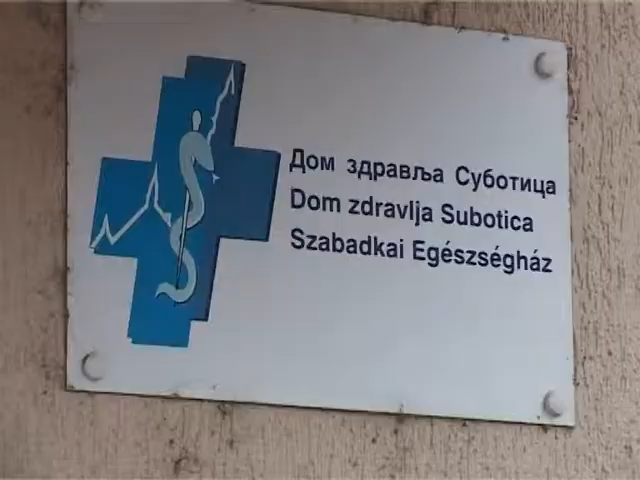 Дом здравља Суботица
Dom zdravlja Subotica
Szabadkai Egészségház